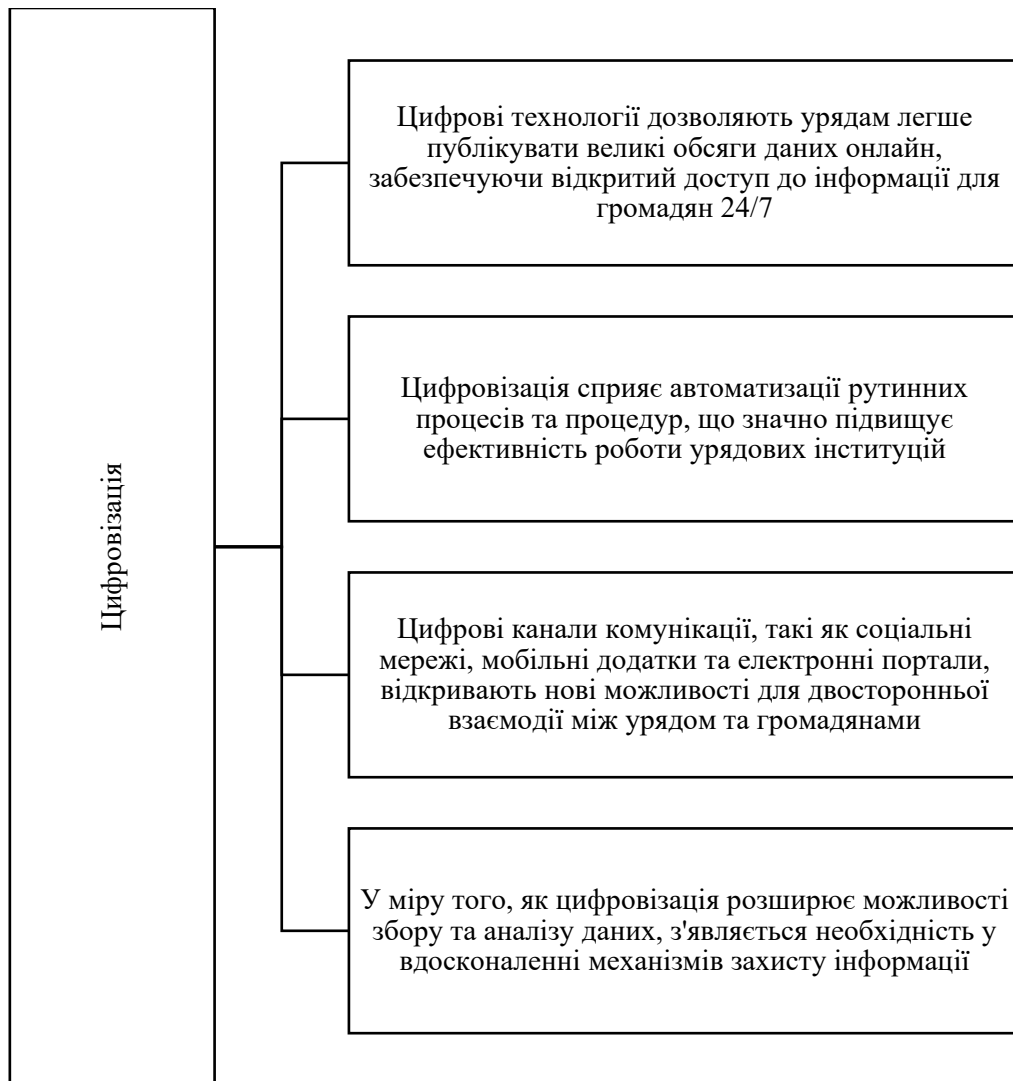 Цифровізація
Цифрові технології дозволяють урядам легше
публікувати великі обсяги даних онлайн,
забезпечуючи відкритий доступ до інформації для
громадян 24/7
Цифровізація сприяє автоматизації рутинних
процесів та процедур, що значно підвищує
ефективність роботи урядових інституцій
Цифрові канали комунікації, такі як соціальні
мережі, мобільні додатки та електронні портали,
відкривають нові можливості для двосторонньої
взаємодії між урядом та громадянами
У міру того, як цифровізація розширює можливості
збору та аналізу даних, з'являється необхідність у
вдосконаленні механізмів захисту інформації